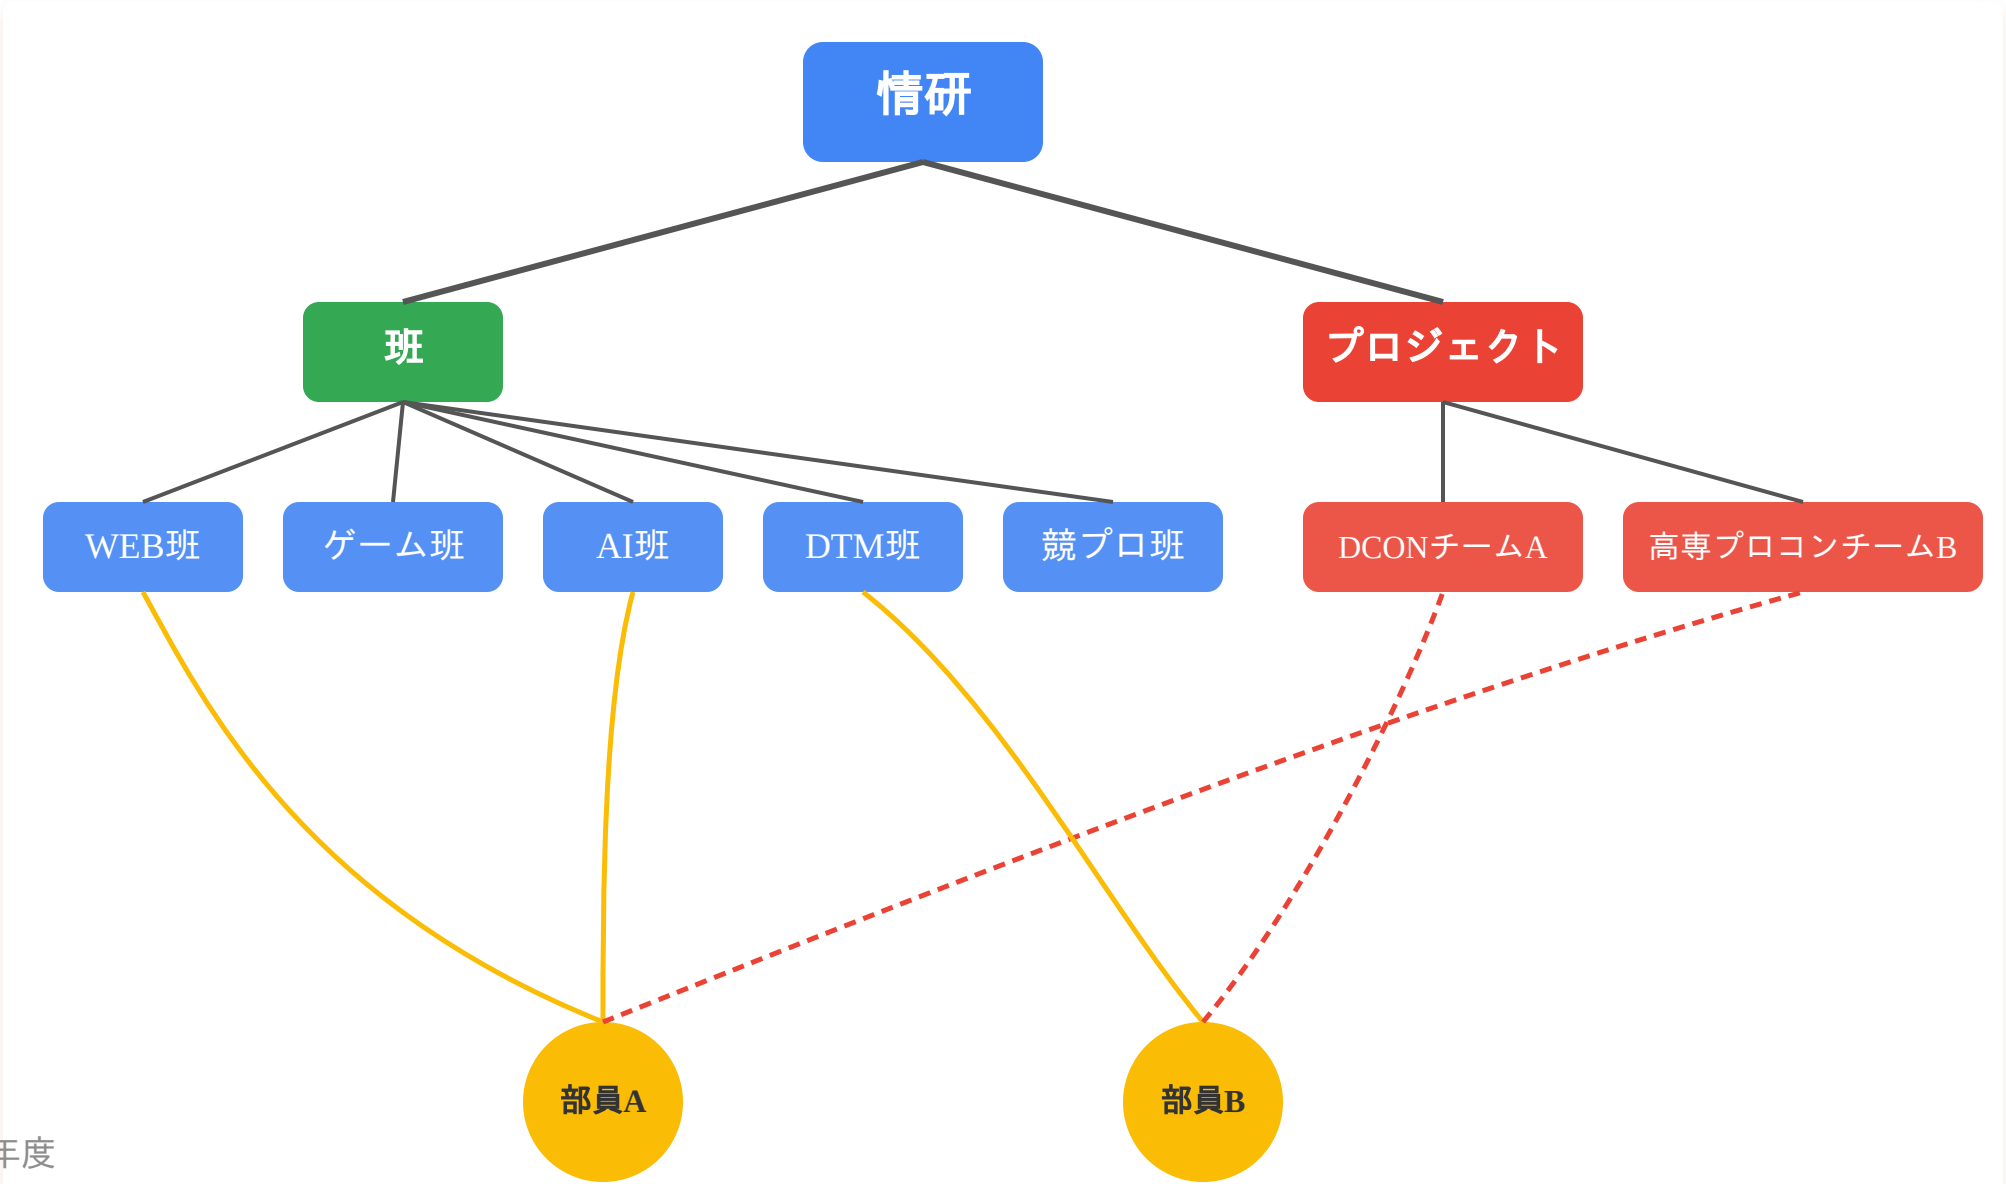 情研
班
プロジェクト
WEB班
ゲーム班
AI班
DTM班
競プロ班
DCONチームA
高専プロコンチームB
部員A
部員B
年度